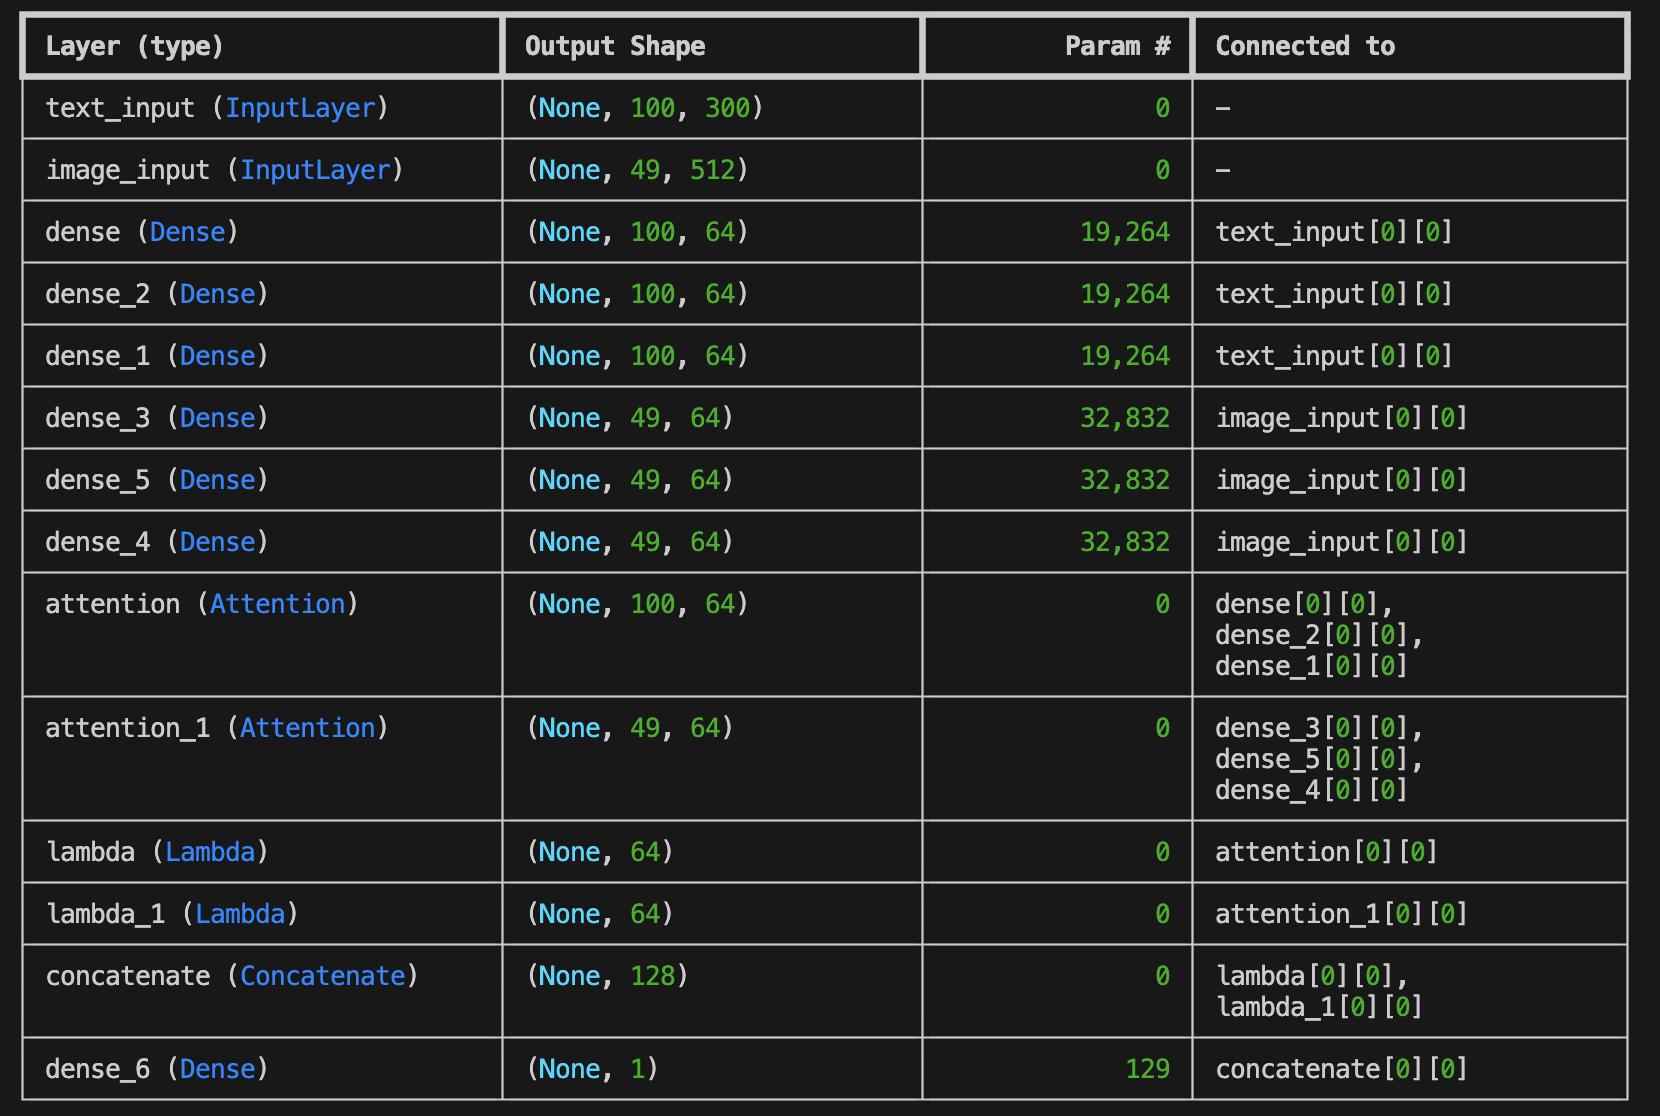 Layer (type) Output Shape Param # Connected to
text_input (InputLayer) (None, 100, 300) 0 –
image_input (InputLayer) (None, 49, 512) 0 –
dense (Dense) (None, 100, 64) 19,264 text_input[0][0]
dense_2 (Dense) (None, 100, 64) 19,264 text_input[0][0]
dense_1 (Dense) (None, 100, 64) 19,264 text_input[0][0]
dense_3 (Dense) (None, 49, 64) 32,832 image_input[0][0]
dense_5 (Dense) (None, 49, 64) 32,832 image_input[0][0]
dense_4 (Dense) (None, 49, 64) 32,832 image_input[0][0]
attention (Attention) (None, 100, 64) 0 dense[0][0],
dense_2[0][0],
dense_1[0][0]
attention_1 (Attention) (None, 49, 64) 0 dense_3[0][0],
dense_5[0][0],
dense_4[0][0]
lambda (Lambda) (None, 64) 0 attention[0][0]
lambda_1 (Lambda) (None, 64) 0 attention_1[0][0]
concatenate (Concatenate) (None, 128) 0 lambda[0][0],
lambda_1[0][0]
dense_6 (Dense) (None, 1) 129 concatenate[0][0]